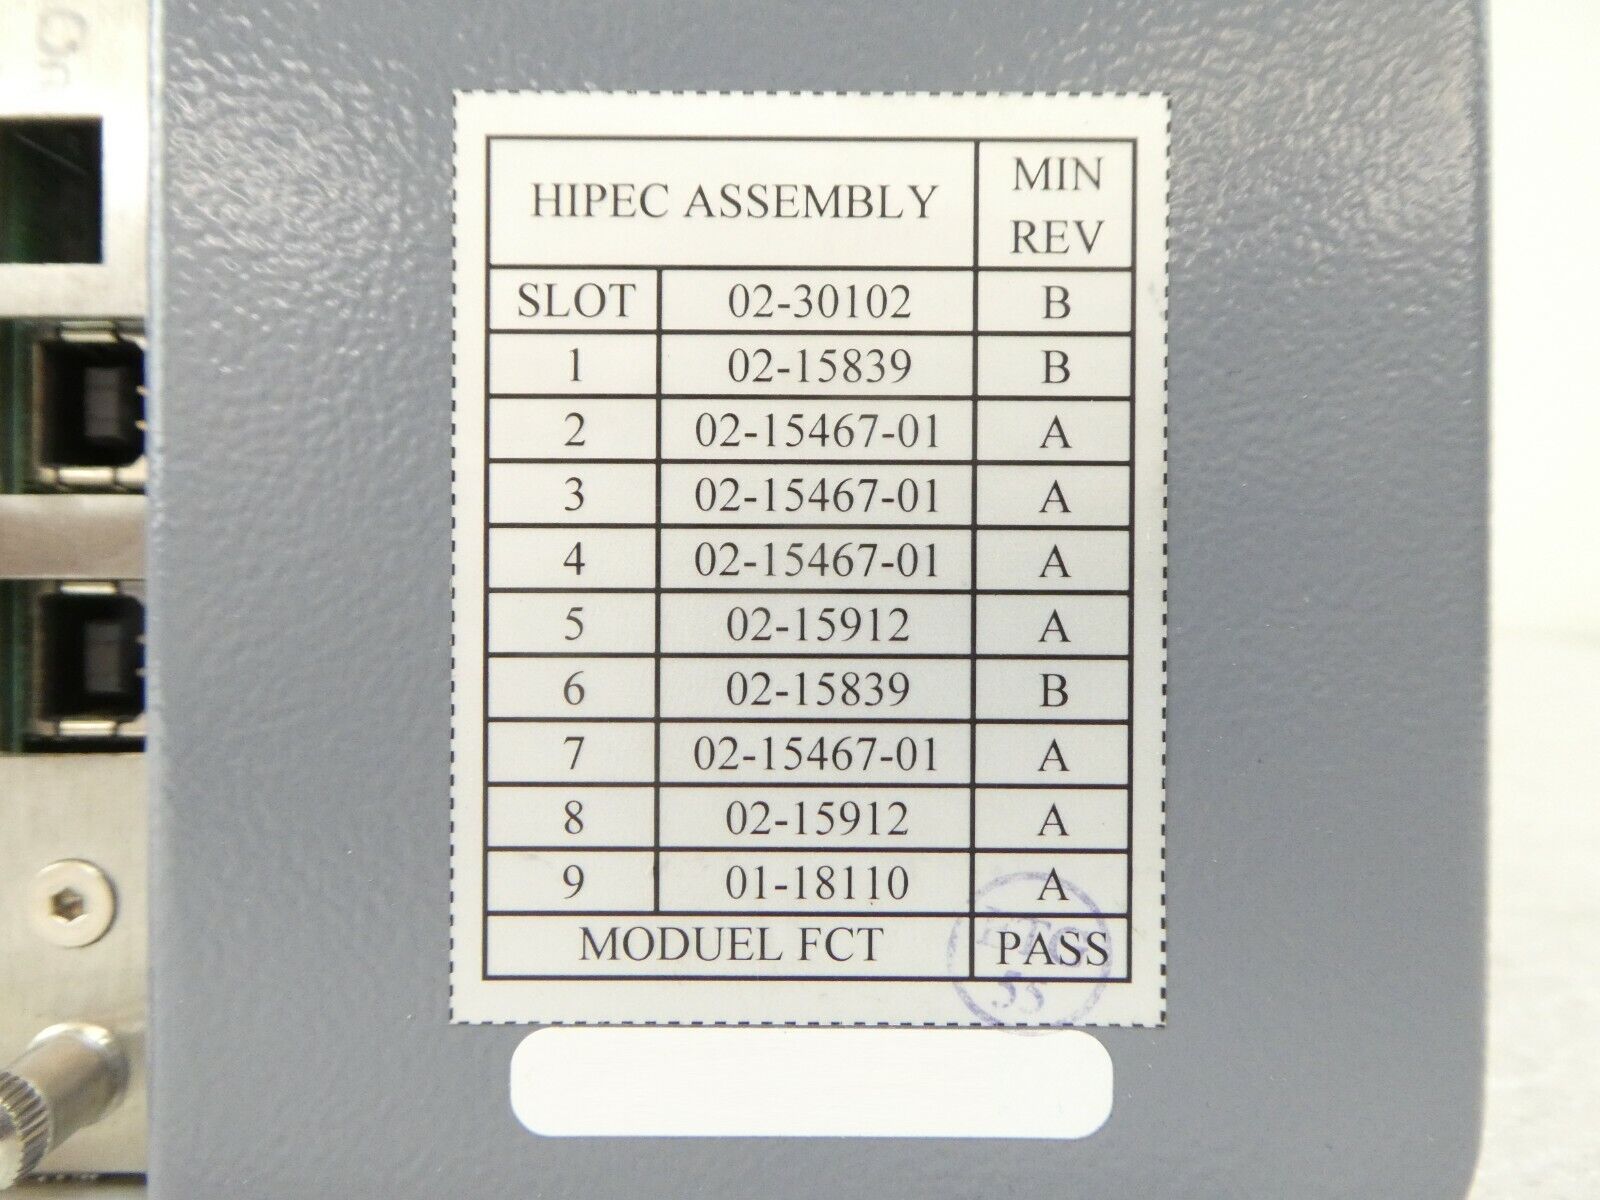 HIPEC ASSEMBLY MIN
REV
SLOT 02-30102 B
1 02-15839 B
2 02-15467-01 A
3 02-15467-01 A
4 02-15467-01 A
5 02-15912 A
6 02-15839 B
7 02-15467-01 A
8 02-15912 A
9 01-18110 A
MODUEL FCT PASS
55